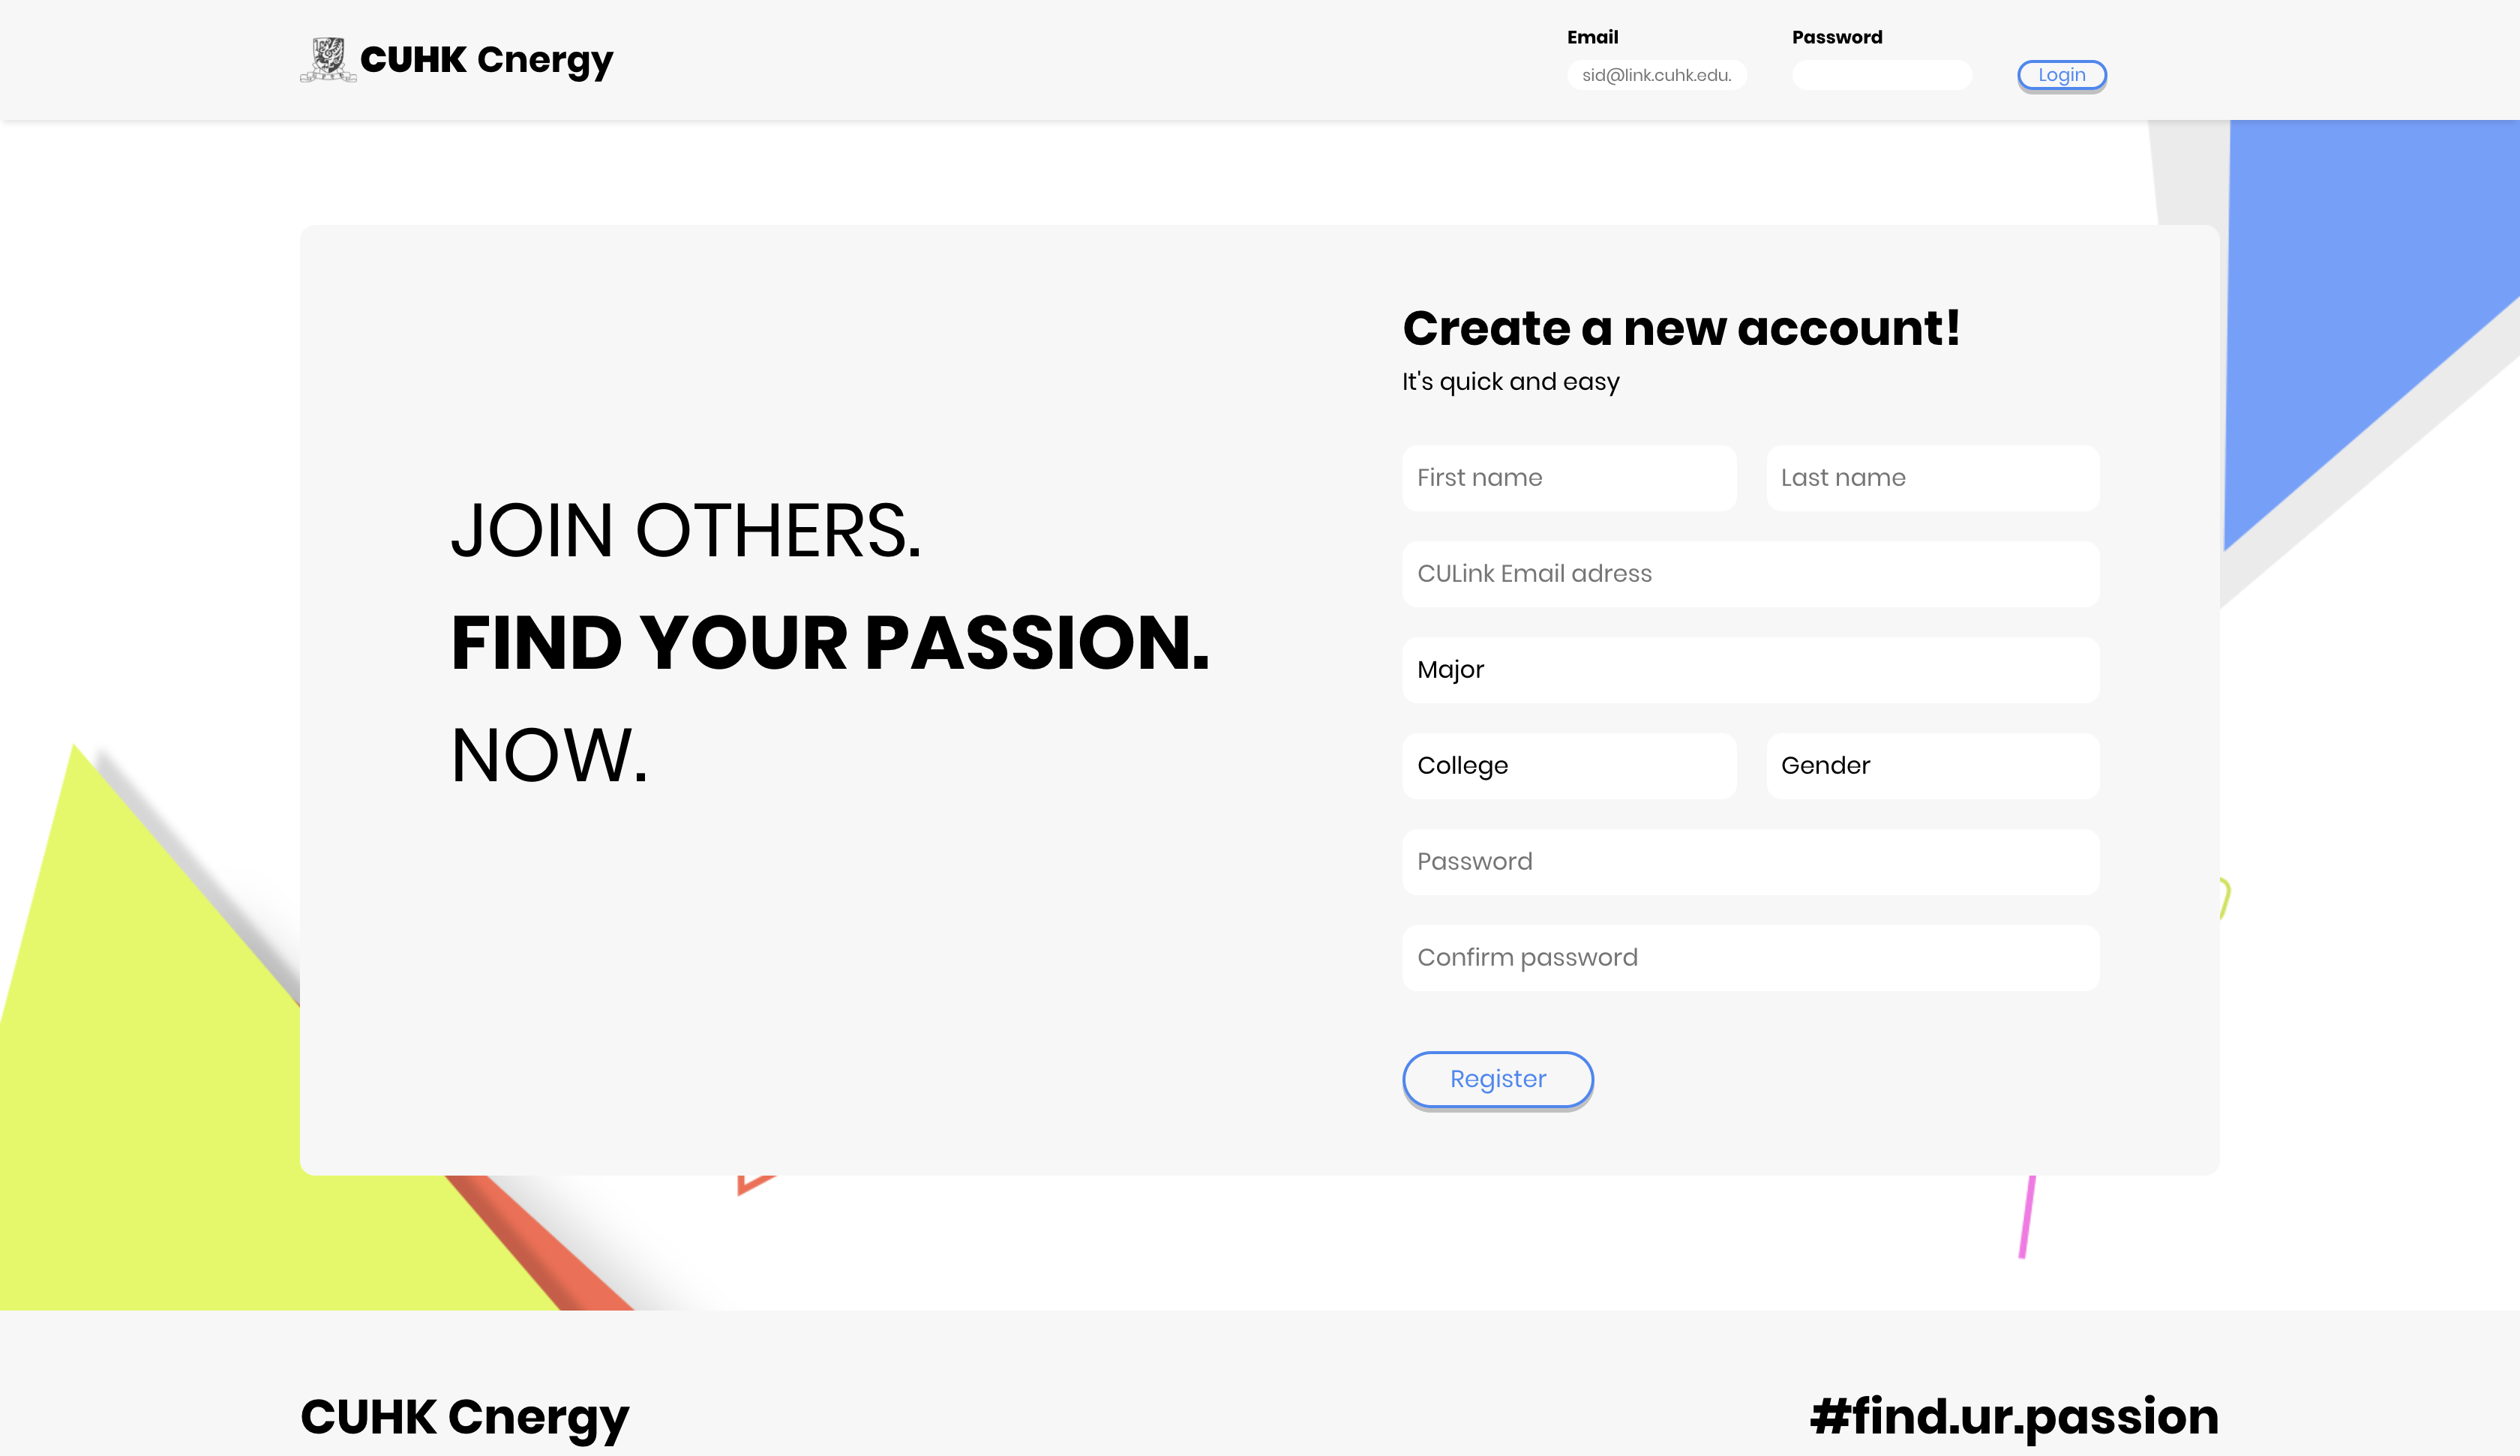 CUHK Cnergy
Email
Password
sid@link.cuhk.edu.
Login
JOIN OTHERS.
FIND YOUR PASSION.
NOW.
Create a new account!
It's quick and easy
First name
Last name
CULink Email adress
Major
College
Gender
Password
Confirm password
Register
CUHK Cnergy
#find.ur.passion